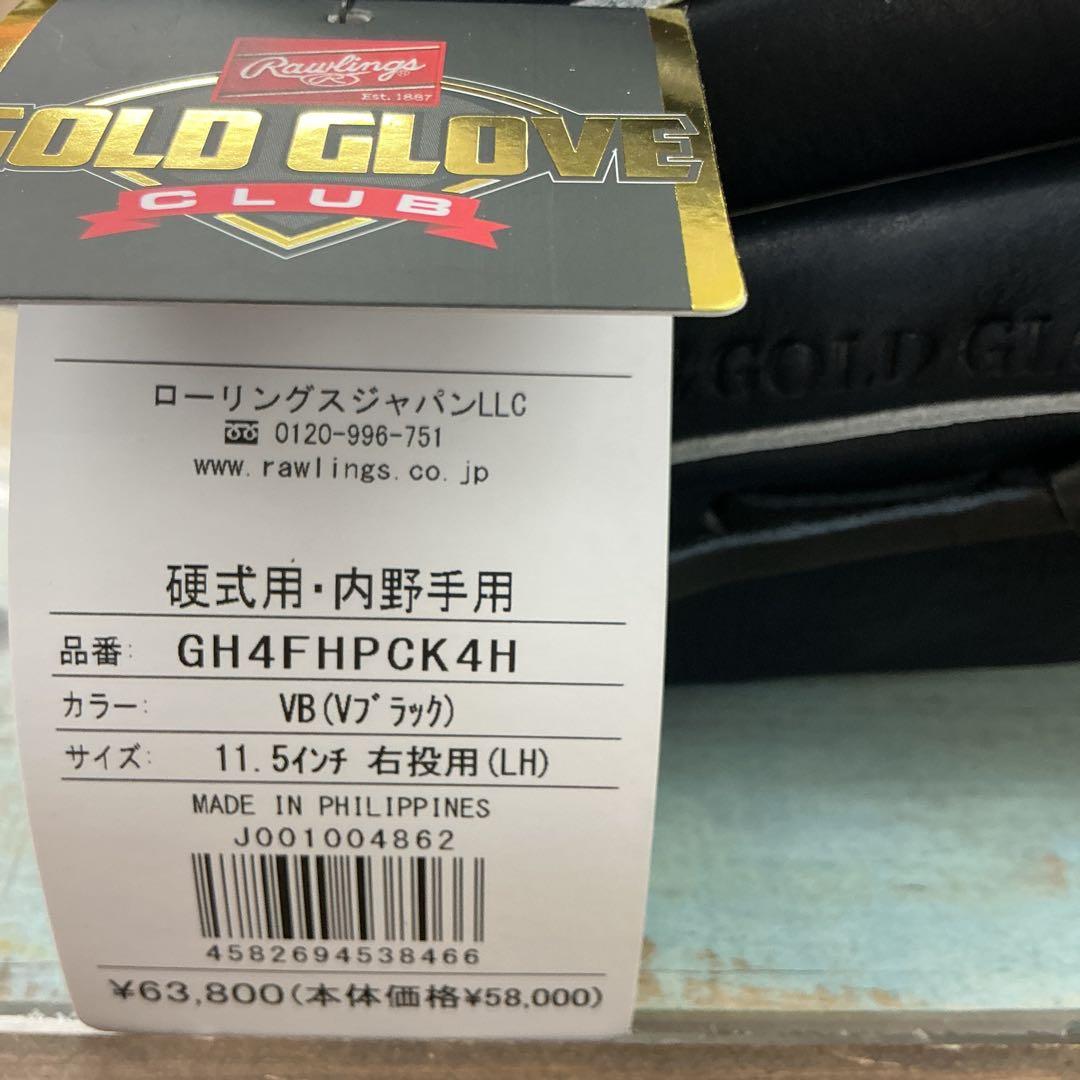 Rawlings®
R
Est. 1887
GOLD GLOVE
CLUB
GOLD GL
ローリングスジャパンLLC
0120-996-751
www.rawlings.co.jp
硬式用・内野手用
品番: GH4FHPCK4H
カラー: VB(Vブラック)
サイズ: 11.5インチ 右投用(LH)
MADE IN PHILIPPINES
J001004862
4582694538466
¥63,800(本体価格¥58,000)